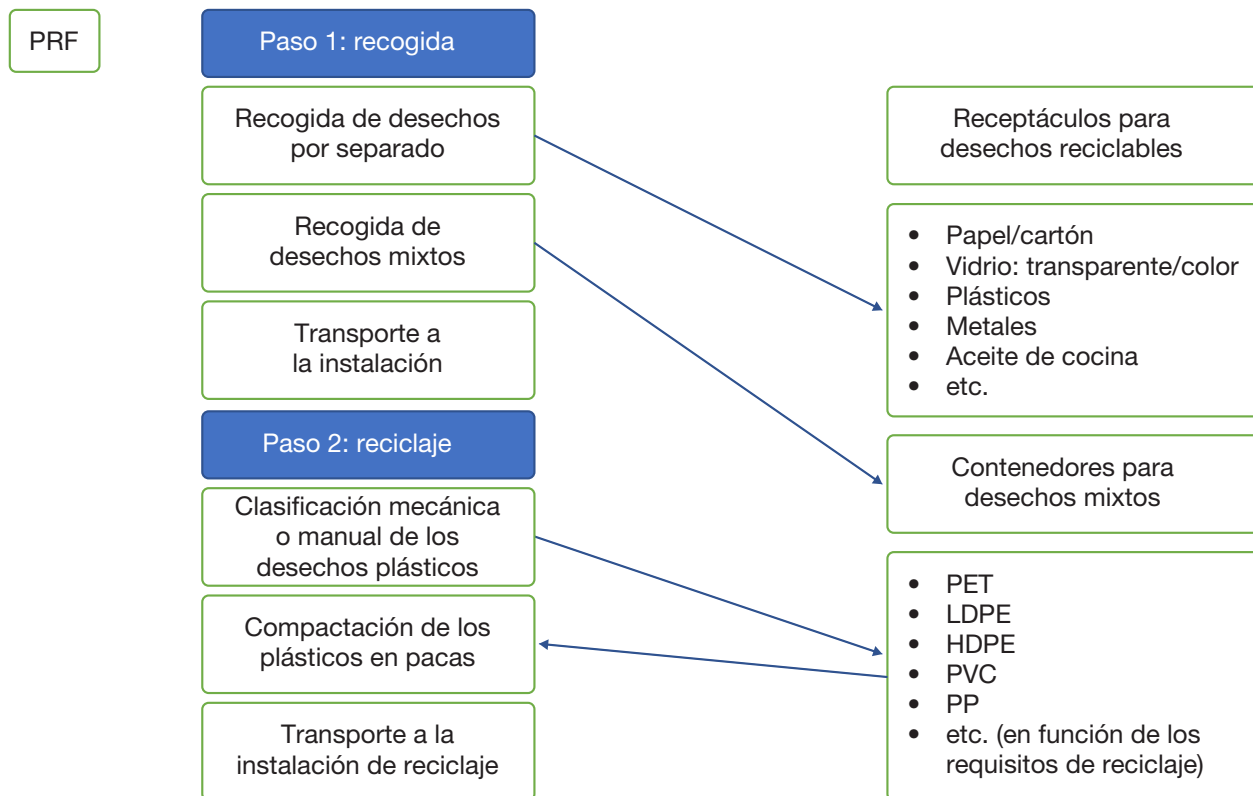 PRF
Paso 1: recogida
Recogida de desechos
por separado
Recogida de
desechos mixtos
Transporte a
la instalación
Paso 2: reciclaje
Clasificación mecánica
o manual de los
desechos plásticos
Compactación de los
plásticos en pacas
Transporte a la
instalación de reciclaje
Receptáculos para
desechos reciclables
• Papel/cartón
• Vidrio: transparente/color
• Plásticos
• Metales
• Aceite de cocina
• etc.
Contenedores para
desechos mixtos
• PET
• LDPE
• HDPE
• PVC
• PP
• etc. (en función de los
requisitos de reciclaje)